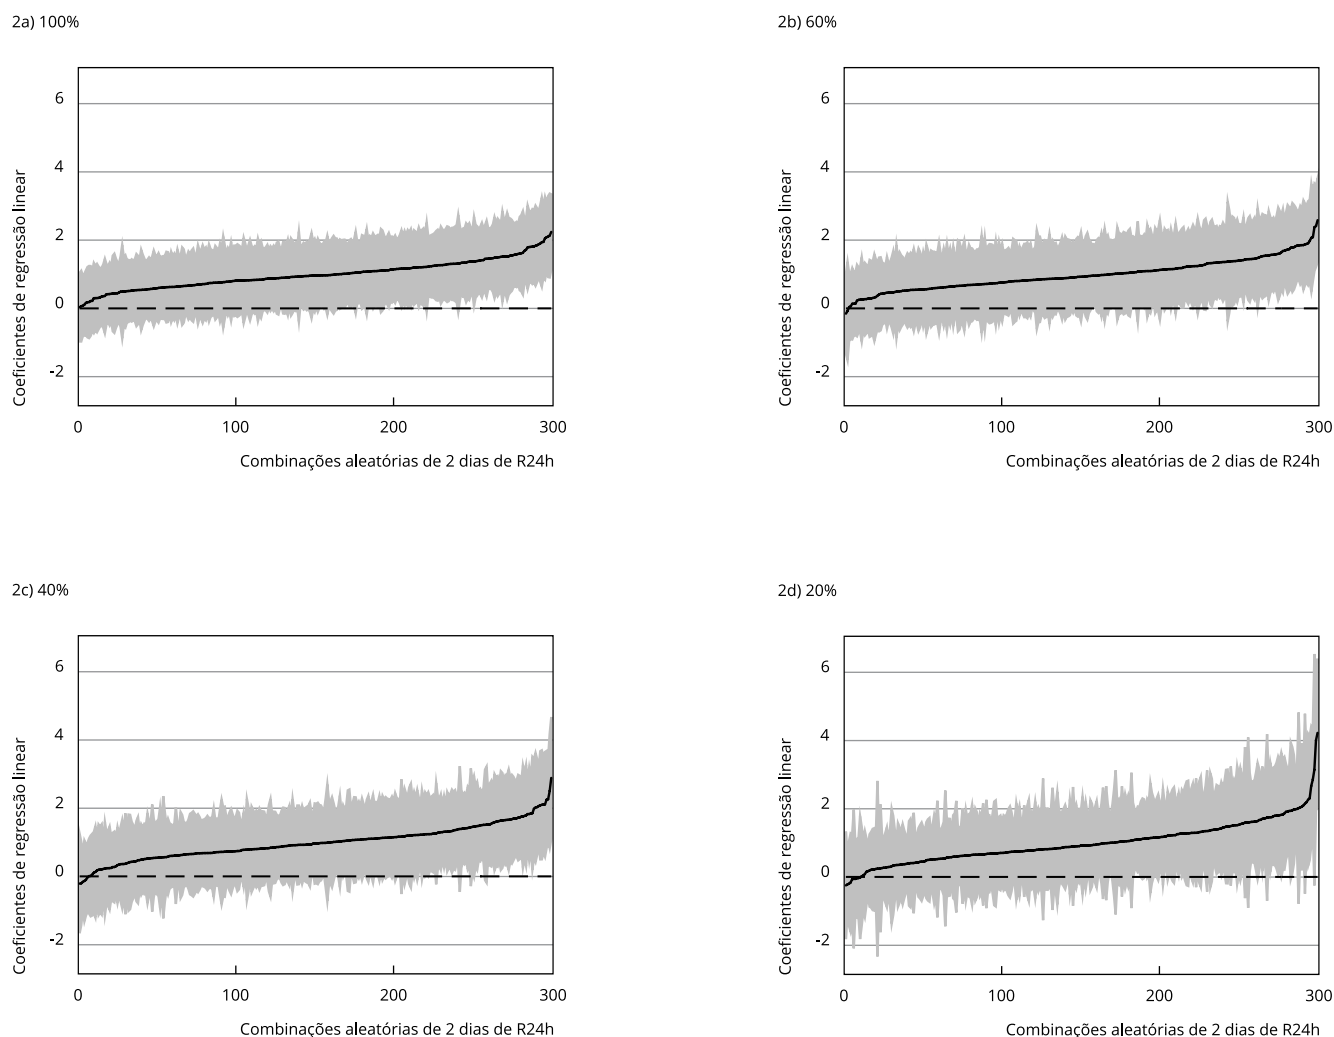 2a) 100%
Coeficientes de regressão linear
6
4
2
0
-2
0 100 200 300
Combinações aleatórias de 2 dias de R24h
2b) 60%
Coeficientes de regressão linear
6
4
2
0
-2
0 100 200 300
Combinações aleatórias de 2 dias de R24h
2c) 40%
Coeficientes de regressão linear
6
4
2
0
-2
0 100 200 300
Combinações aleatórias de 2 dias de R24h
2d) 20%
Coeficientes de regressão linear
6
4
2
0
-2
0 100 200 300
Combinações aleatórias de 2 dias de R24h